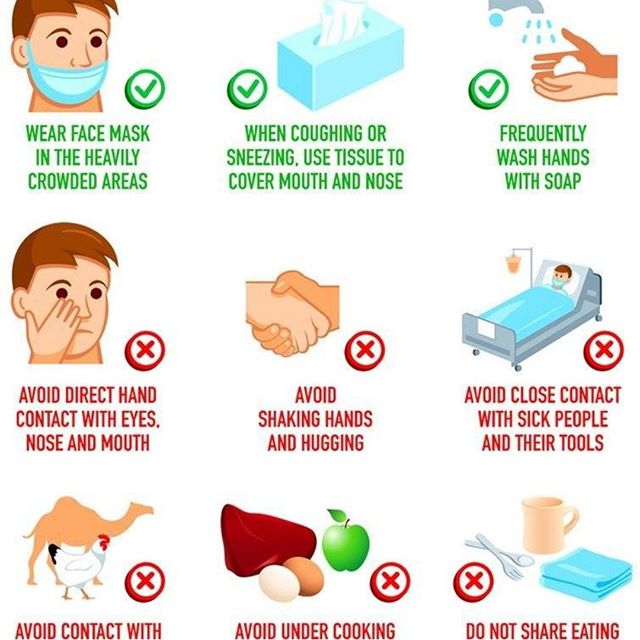 WEAR FACE MASK
IN THE HEAVILY
CROWDED AREAS
WHEN COUGHING OR
SNEEZING, USE TISSUE TO
COVER MOUTH AND NOSE
FREQUENTLY
WASH HANDS
WITH SOAP
AVOID DIRECT HAND
CONTACT WITH EYES,
NOSE AND MOUTH
AVOID
SHAKING HANDS
AND HUGGING
AVOID CLOSE CONTACT
WITH SICK PEOPLE
AND THEIR TOOLS
AVOID CONTACT WITH
AVOID UNDER COOKING
DO NOT SHARE EATING